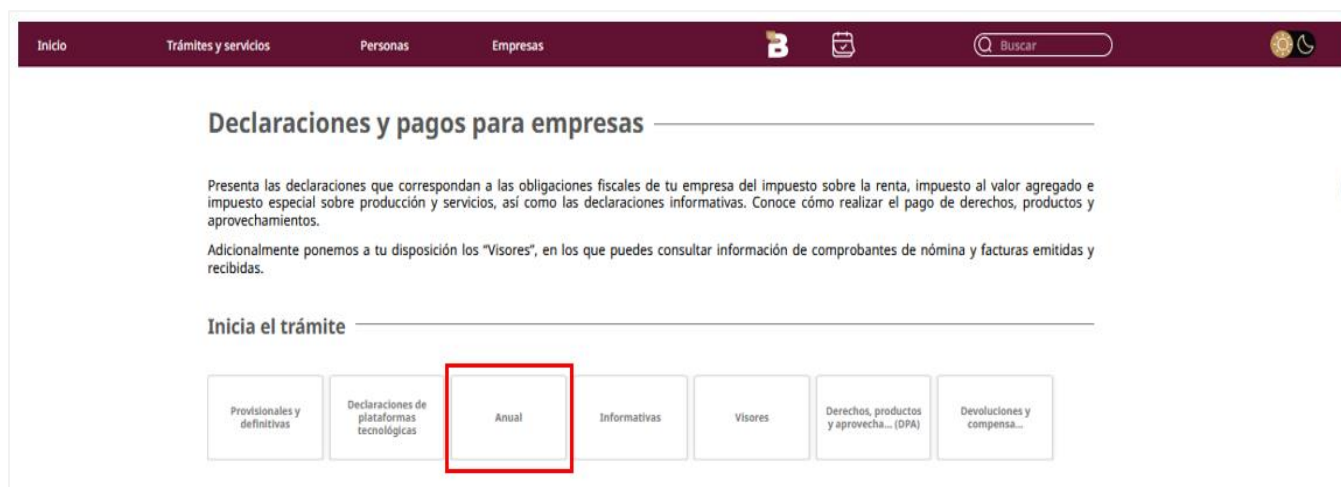 Inicio Trámites y servicios Personas Empresas B Buscar
Declaraciones y pagos para empresas
Presenta las declaraciones que correspondan a las obligaciones fiscales de tu empresa del impuesto sobre la renta, impuesto al valor agregado e
impuesto especial sobre producción y servicios, así como las declaraciones informativas. Conoce cómo realizar el pago de derechos, productos y
aprovechamientos.
Adicionalmente ponemos a tu disposición los "Visores", en los que puedes consultar información de comprobantes de nómina y facturas emitidas y
recibidas.
Inicia el trámite
Provisionales y
definitivas
Declaraciones de
plataformas
tecnológicas
Anual
Informativas
Visores
Derechos, productos
y aprovecha... (DPA)
Devoluciones y
compensa...